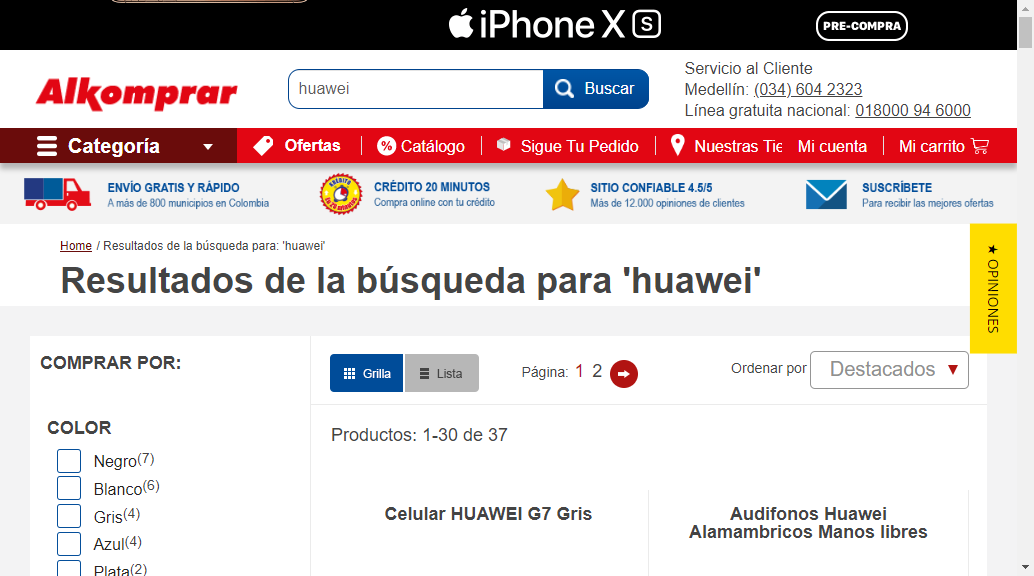 iPhone XS
PRE-COMPRA
Alkomprar
huawei
Buscar
Servicio al Cliente
Medellín: (034) 604 2323
Línea gratuita nacional: 018000 94 6000
Categoría
Ofertas
Catálogo
Sigue Tu Pedido
Nuestras Tie
Mi cuenta
Mi carrito
ENVÍO GRATIS Y RÁPIDO
A más de 800 municipios en Colombia
CRÉDITO 20 MINUTOS
Compra online con tu crédito
SITIO CONFIABLE 4.5/5
Más de 12.000 opiniones de clientes
SUSCRÍBETE
Para recibir las mejores ofertas
Home / Resultados de la búsqueda para: 'huawei'
Resultados de la búsqueda para 'huawei'
★ OPINIONES
COMPRAR POR:
Grilla
Lista
Página: 1 2
Ordenar por
Destacados
COLOR
Negro(7)
Blanco(6)
Gris(4)
Azul(4)
Plata(2)
Productos: 1-30 de 37
Celular HUAWEI G7 Gris
Audifonos Huawei
Alamambricos Manos libres